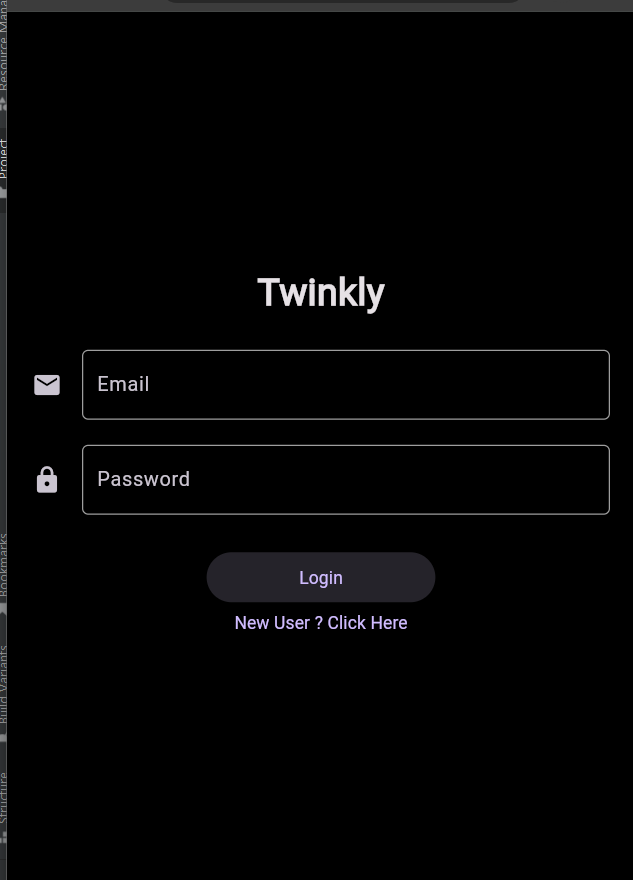 Resource Mana
Project
Bookmarks
Build Variants
Structure
Twinkly
Email
Password
Login
New User ? Click Here